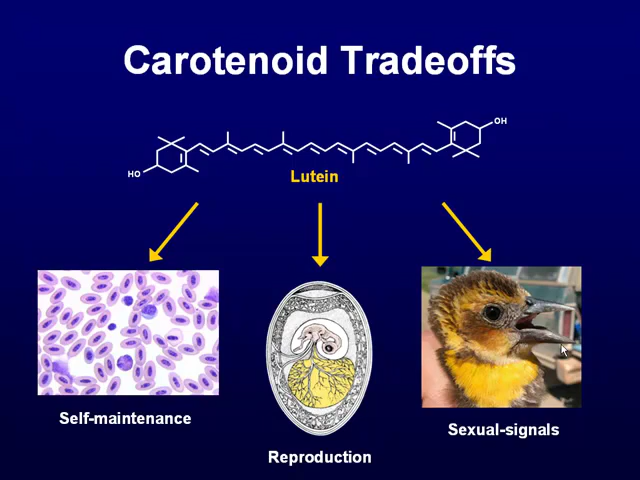 Carotenoid Tradeoffs
OH
HO
Lutein
Self-maintenance
Sexual-signals
Reproduction